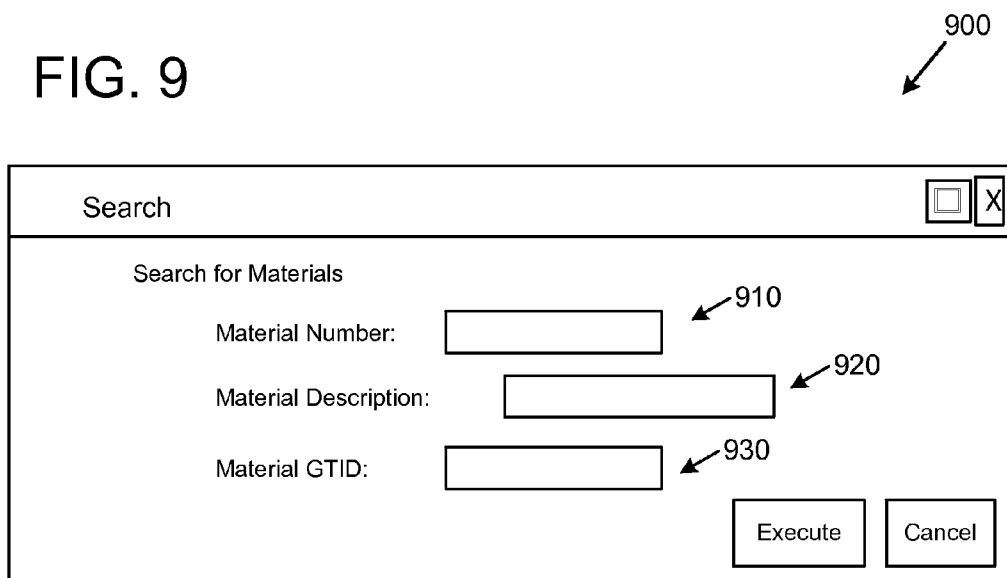 900
FIG. 9
Search
X
Search for Materials
Material Number:
910
Material Description:
920
Material GTID:
930
Execute
Cancel